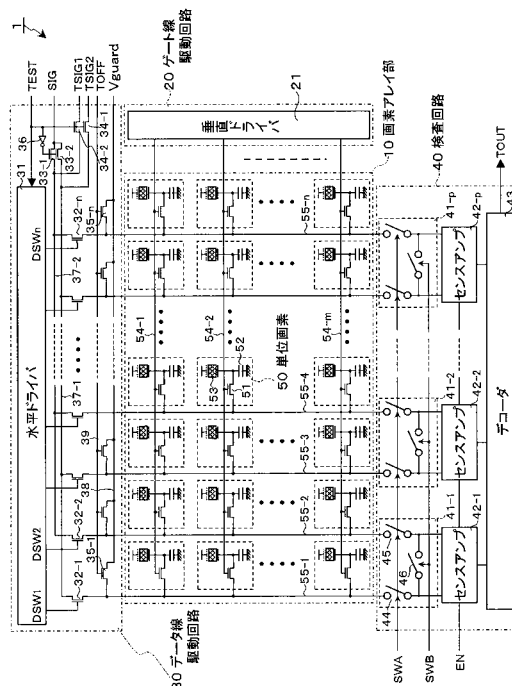 1
TEST
SIG
TSIG1
TSIG2
TOFF
Vguard
31
水平ドライバ
36
33-1
33-2
34-1
34-2
DSW1
DSW2
DSWn
32-1
32-2
32-n
37-1
37-2
35-1
35-n
38
39
30 データ線
駆動回路
20 ゲート線
駆動回路
21
垂直ドライバ
10 画素アレイ部
54-1
54-2
54-m
53
52
51
50 単位画素
55-1
55-2
55-3
55-4
55-n
40 検査回路
41-1
41-2
41-p
44
45
46
SWA
SWB
EN
センスアンプ
センスアンプ
センスアンプ
42-1
42-2
42-p
デコーダ
43
TOUT